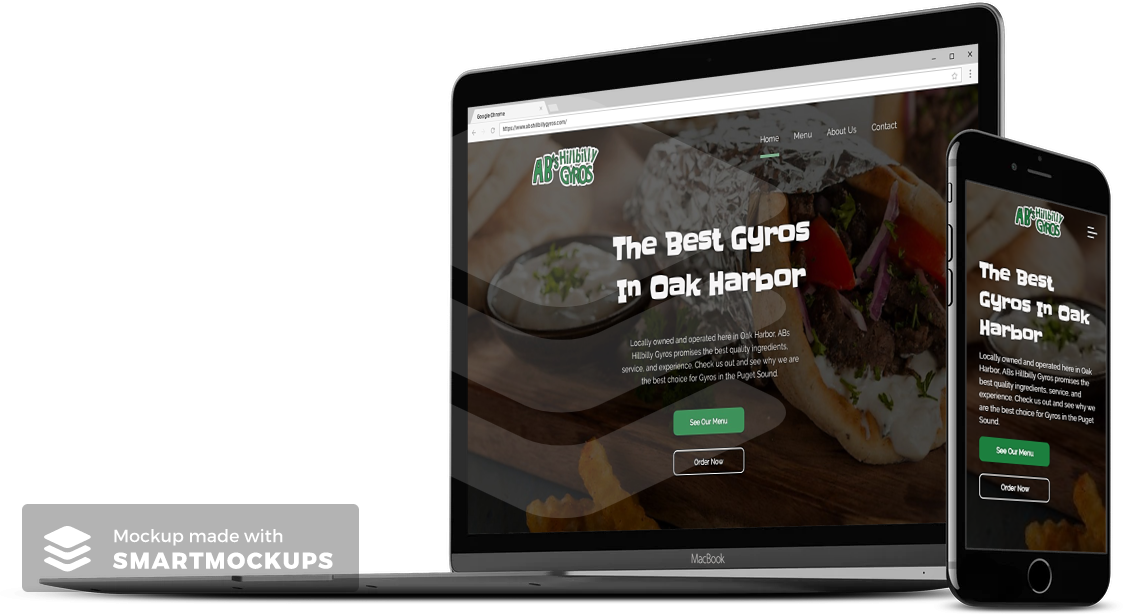 Google Chrome
https://www.abshillbillygyros.com/
AB's Hillbilly
GYROS
Home Menu About Us Contact
The Best Gyros
In Oak Harbor
Locally owned and operated here in Oak Harbor, ABs
Hillbilly Gyros promises the best quality ingredients,
service, and experience. Check us out and see why we are
the best choice for Gyros in the Puget Sound.
See Our Menu
Order Now
MacBook
AB's Hillbilly
GYROS
The Best
Gyros In Oak
Harbor
Locally owned and operated here in Oak
Harbor, ABs Hillbilly Gyros promises the
best quality ingredients, service, and
experience. Check us out and see why we
are the best choice for Gyros in the Puget
Sound.
See Our Menu
Order Now
Mockup made with
SMARTMOCKUPS